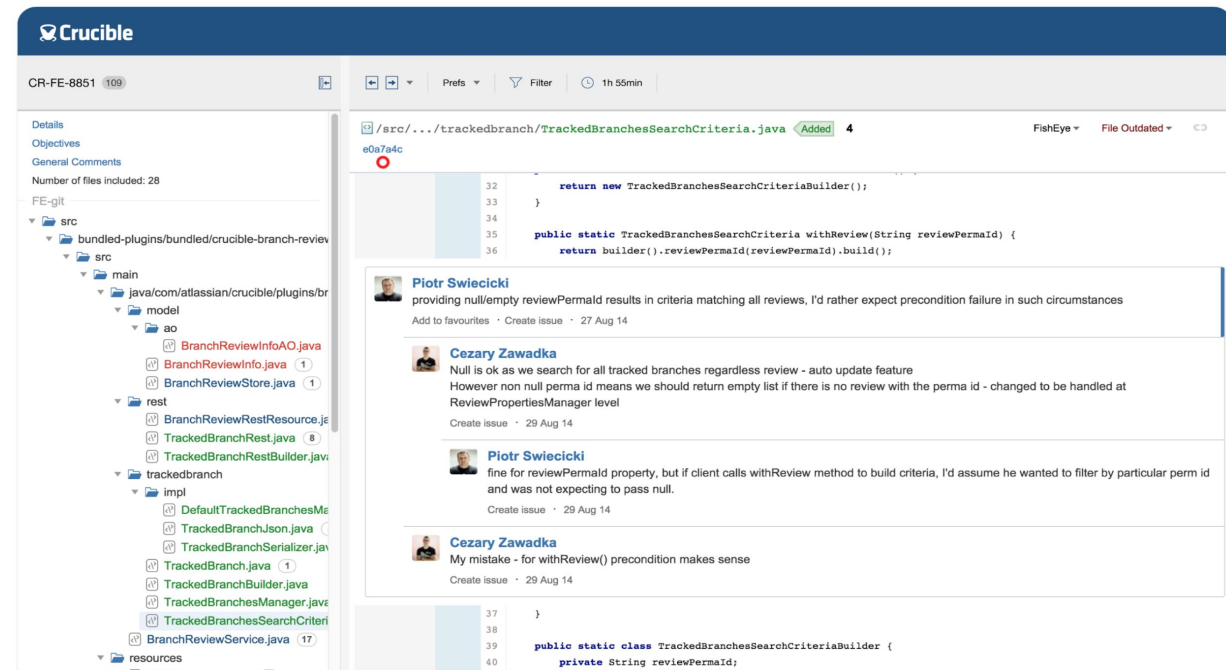 Crucible
CR-FE-8851 109
Prefs Filter 1h 55min
Details
Objectives
General Comments
Number of files included: 28
FE-git
src
bundled-plugins/bundled/crucible-branch-review
src
main
java/com/atlassian/crucible/plugins/br
model
ao
BranchReviewInfoAO.java
BranchReviewInfo.java 1
BranchReviewStore.java 1
rest
BranchReviewRestResource.ja
TrackedBranchRest.java 8
TrackedBranchRestBuilder.java
trackedbranch
impl
DefaultTrackedBranchesMa
TrackedBranchJson.java
TrackedBranchSerializer.jav
TrackedBranch.java 1
TrackedBranchBuilder.java
TrackedBranchesManager.java
TrackedBranchesSearchCriteri
BranchReviewService.java 17
resources
/src/.../trackedbranch/TrackedBranchesSearchCriteria.java Added 4 FishEye File Outdated
e0a7a4c
32 return new TrackedBranchesSearchCriteriaBuilder();
33 }
34
35 public static TrackedBranchesSearchCriteria withReview(String reviewPermaId) {
36 return builder().reviewPermaId(reviewPermaId).build();
Piotr Swiecicki
providing null/empty reviewPermaId results in criteria matching all reviews, I'd rather expect precondition failure in such circumstances
Add to favourites · Create issue · 27 Aug 14
Cezary Zawadka
Null is ok as we search for all tracked branches regardless review - auto update feature
However non null perma id means we should return empty list if there is no review with the perma id - changed to be handled at
ReviewPropertiesManager level
Create issue · 29 Aug 14
Piotr Swiecicki
fine for reviewPermaId property, but if client calls withReview method to build criteria, I'd assume he wanted to filter by particular perm id
and was not expecting to pass null.
Create issue · 29 Aug 14
Cezary Zawadka
My mistake - for withReview() precondition makes sense
Create issue · 29 Aug 14
37 }
38
39 public static class TrackedBranchesSearchCriteriaBuilder {
40 private String reviewPermaId;